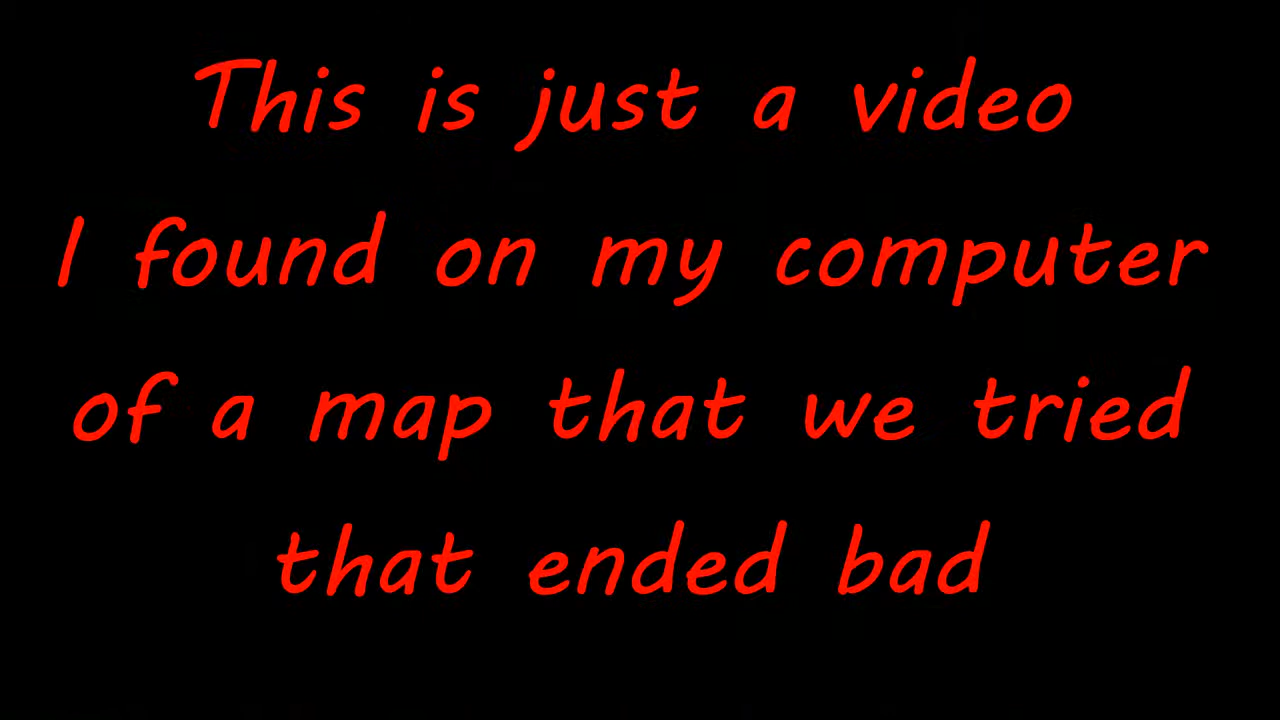 This is just a video
I found on my computer
of a map that we tried
that ended bad